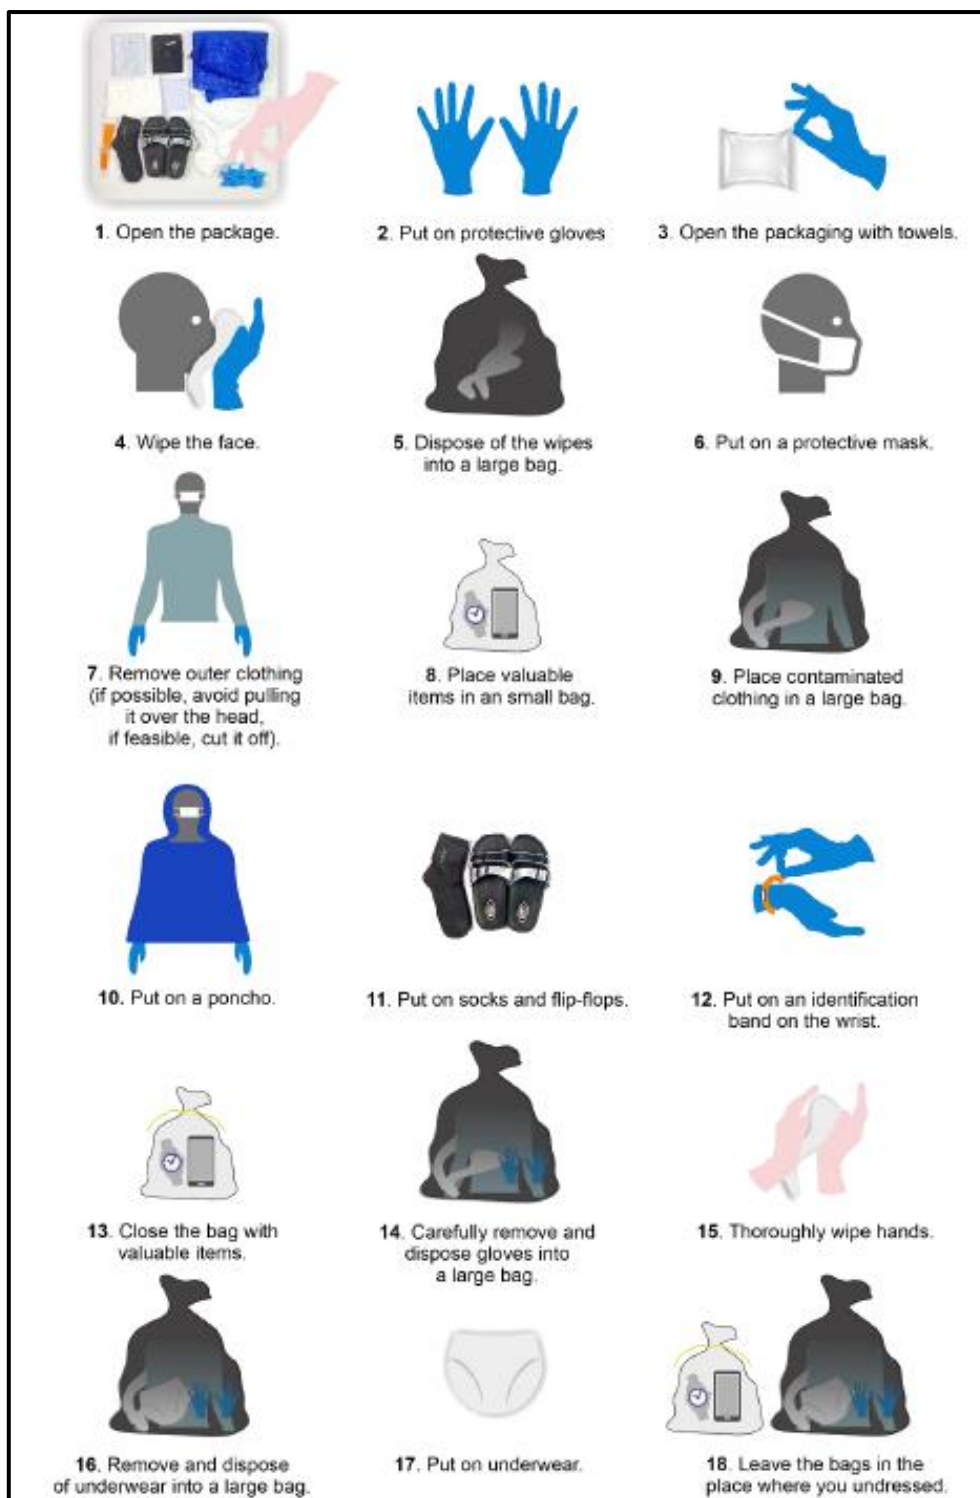 1. Open the package.
2. Put on protective gloves
3. Open the packaging with towels.
4. Wipe the face.
5. Dispose of the wipes
into a large bag.
6. Put on a protective mask.
7. Remove outer clothing
(if possible, avoid pulling
it over the head,
if feasible, cut it off).
8. Place valuable
items in an small bag.
9. Place contaminated
clothing in a large bag.
10. Put on a poncho.
11. Put on socks and flip-flops.
12. Put on an identification
band on the wrist.
13. Close the bag with
valuable items.
14. Carefully remove and
dispose gloves into
a large bag.
15. Thoroughly wipe hands.
16. Remove and dispose
of underwear into a large bag.
17. Put on underwear.
18. Leave the bags in the
place where you undressed.